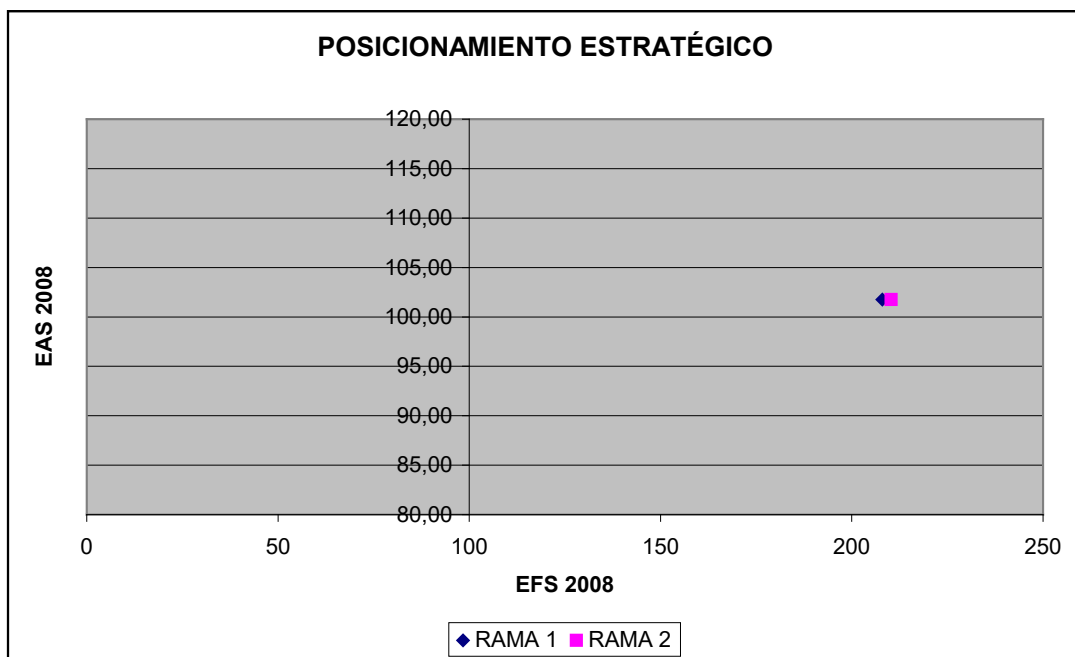 POSICIONAMIENTO ESTRATÉGICO
120,00
115,00
110,00
105,00
100,00
95,00
90,00
85,00
80,00
EAS 2008
0 50 100 150 200 250
EFS 2008
RAMA 1 RAMA 2